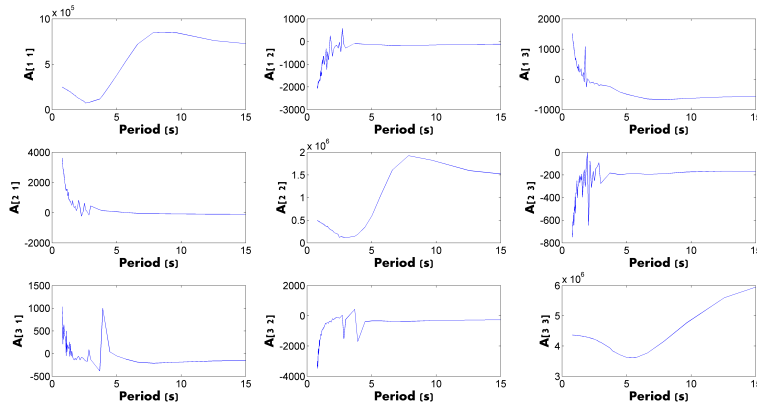 x 10^5
10
5
0
0 5 10 15
A[1 1]
Period (s)
1000
0
-1000
-2000
-3000
0 5 10 15
A[1 2]
Period (s)
2000
1000
0
-1000
0 5 10 15
A[1 3]
Period (s)
4000
2000
0
-2000
0 5 10 15
A[2 1]
Period (s)
x 10^6
2
1.5
1
0.5
0
0 5 10 15
A[2 2]
Period (s)
0
-200
-400
-600
-800
0 5 10 15
A[2 3]
Period (s)
1500
1000
500
0
-500
0 5 10 15
A[3 1]
Period (s)
2000
0
-2000
-4000
0 5 10 15
A[3 2]
Period (s)
x 10^6
6
5
4
3
0 5 10 15
A[3 3]
Period (s)